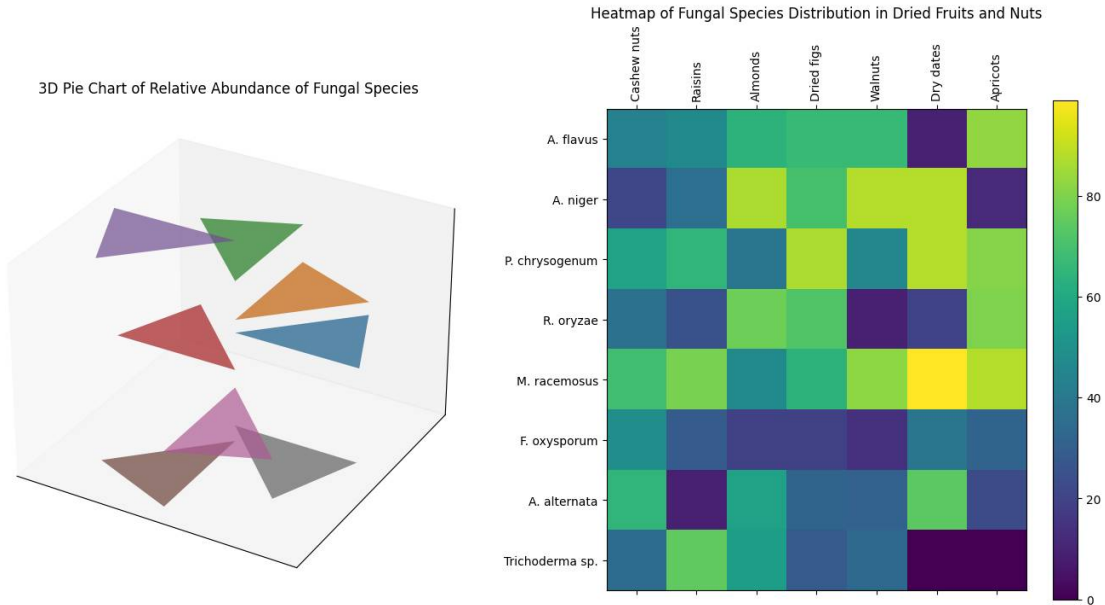 3D Pie Chart of Relative Abundance of Fungal Species
Heatmap of Fungal Species Distribution in Dried Fruits and Nuts
Cashew nuts
Raisins
Almonds
Dried figs
Walnuts
Dry dates
Apricots
A. flavus
A. niger
P. chrysogenum
R. oryzae
M. racemosus
F. oxysporum
A. alternata
Trichoderma sp.
80
60
40
20
0